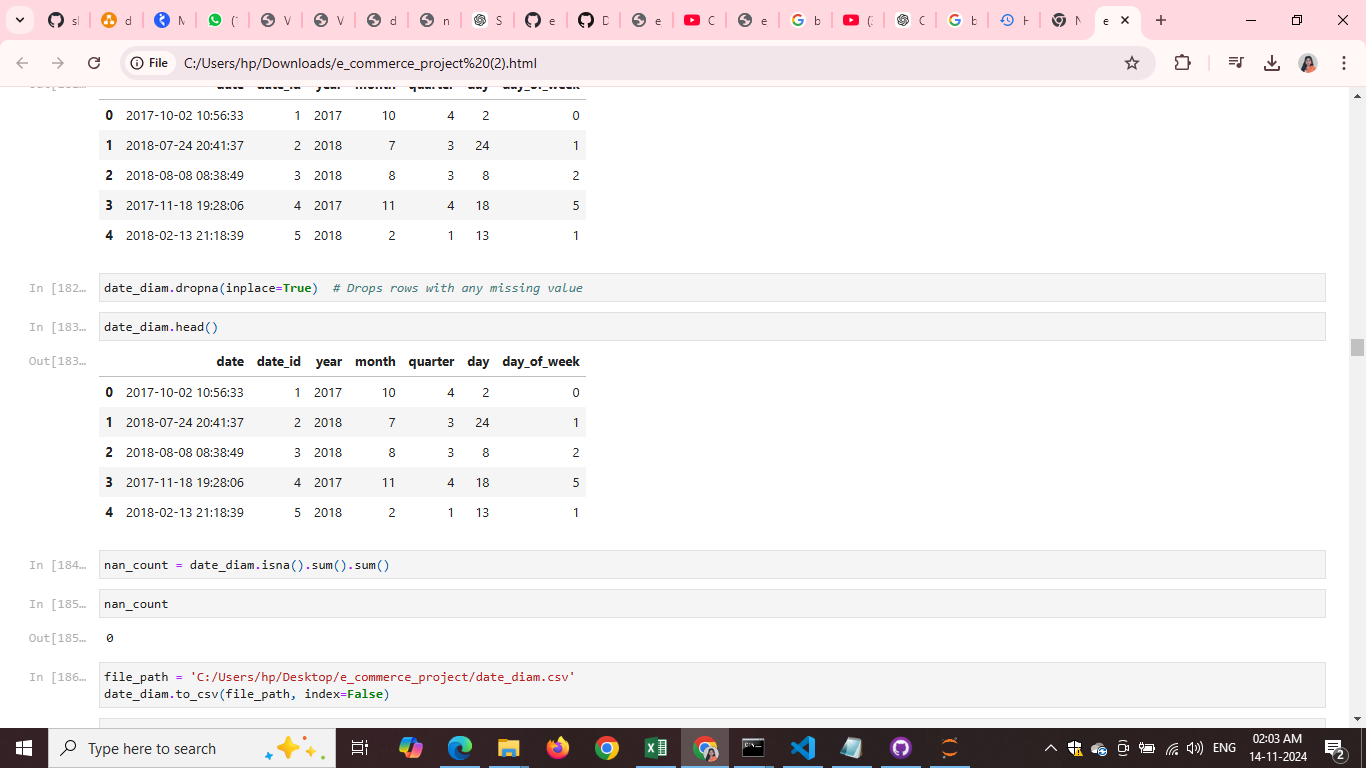 File C:/Users/hp/Downloads/e_commerce_project%20(2).html
date date_id year month quarter day day_of_week
0 2017-10-02 10:56:33 1 2017 10 4 2 0
1 2018-07-24 20:41:37 2 2018 7 3 24 1
2 2018-08-08 08:38:49 3 2018 8 3 8 2
3 2017-11-18 19:28:06 4 2017 11 4 18 5
4 2018-02-13 21:18:39 5 2018 2 1 13 1
In [182… date_diam.dropna(inplace=True)  # Drops rows with any missing value
In [183… date_diam.head()
Out[183… date date_id year month quarter day day_of_week
0 2017-10-02 10:56:33 1 2017 10 4 2 0
1 2018-07-24 20:41:37 2 2018 7 3 24 1
2 2018-08-08 08:38:49 3 2018 8 3 8 2
3 2017-11-18 19:28:06 4 2017 11 4 18 5
4 2018-02-13 21:18:39 5 2018 2 1 13 1
In [184… nan_count = date_diam.isna().sum().sum()
In [185… nan_count
Out[185… 0
In [186… file_path = 'C:/Users/hp/Desktop/e_commerce_project/date_diam.csv'
date_diam.to_csv(file_path, index=False)
Type here to search
ENG
02:03 AM
14-11-2024
2